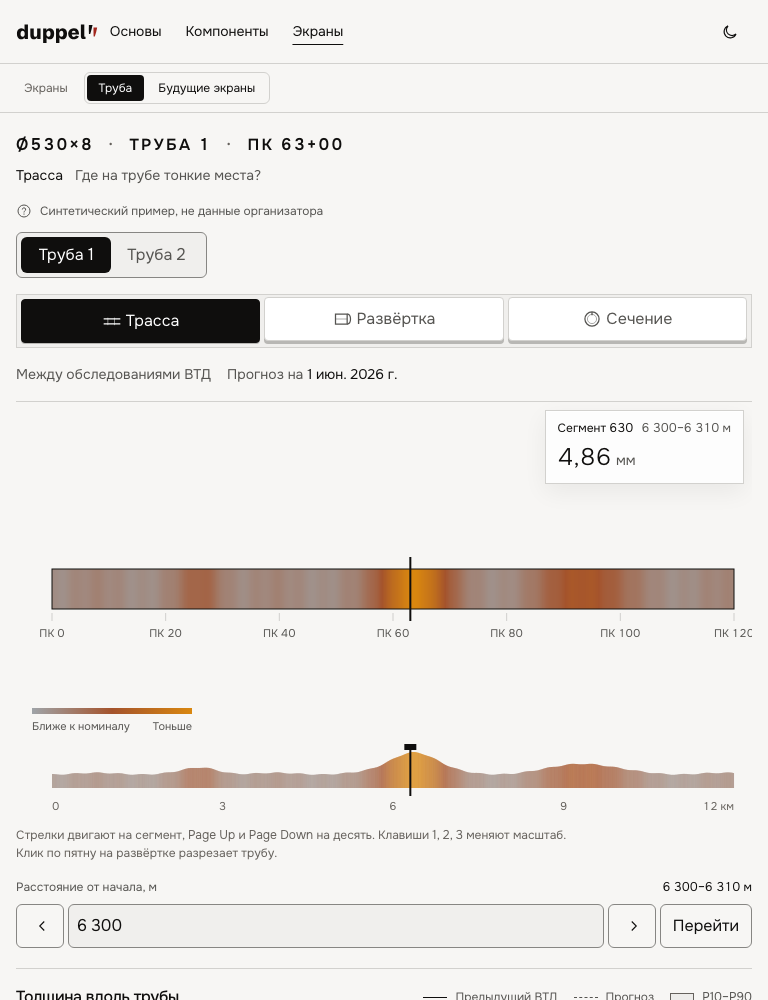 duppel Основы Компоненты Экраны
Экраны Труба Будущие экраны
Ø530×8 · ТРУБА 1 · ПК 63+00
Трасса Где на трубе тонкие места?
Синтетический пример, не данные организатора
Труба 1 Труба 2
Трасса Развёртка Сечение
Между обследованиями ВТД Прогноз на 1 июн. 2026 г.
Сегмент 630 6 300–6 310 м
4,86 мм
ПК 0 ПК 20 ПК 40 ПК 60 ПК 80 ПК 100 ПК 120
Ближе к номиналу Тоньше
0 3 6 9 12 км
Стрелки двигают на сегмент, Page Up и Page Down на десять. Клавиши 1, 2, 3 меняют масштаб.
Клик по пятну на развёртке разрезает трубу.
Расстояние от начала, м 6 300–6 310 м
6 300 Перейти
Толщина вдоль трубы Предыдущий ВТД Прогноз P10–P90